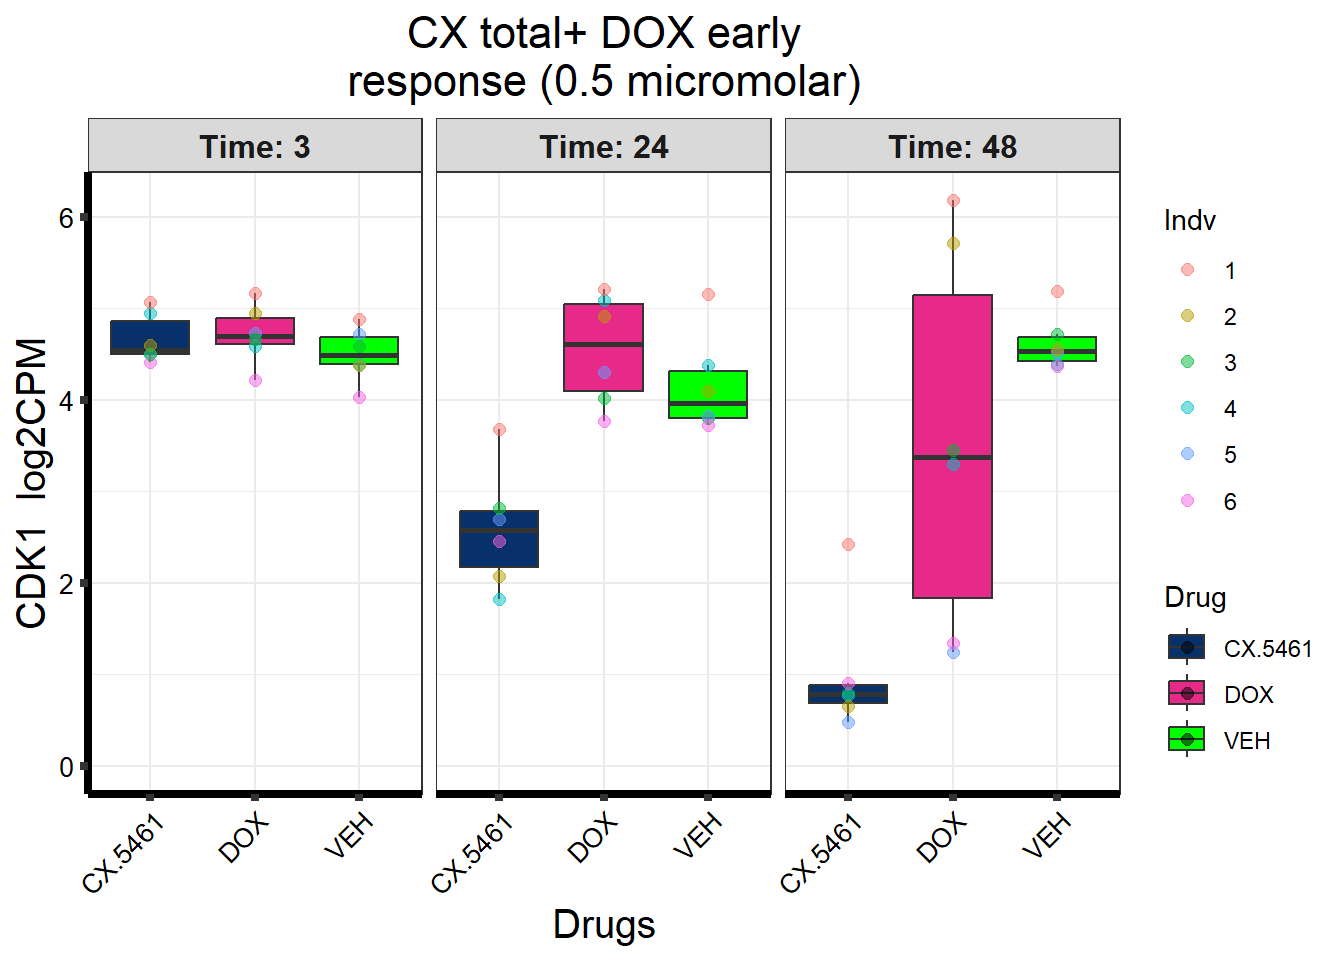 CX total+ DOX early
response (0.5 micromolar)
Time: 3
Time: 24
Time: 48
CDK1 log2CPM
6
4
2
0
CX.5461
DOX
VEH
CX.5461
DOX
VEH
CX.5461
DOX
VEH
Drugs
Indv
1
2
3
4
5
6
Drug
CX.5461
DOX
VEH